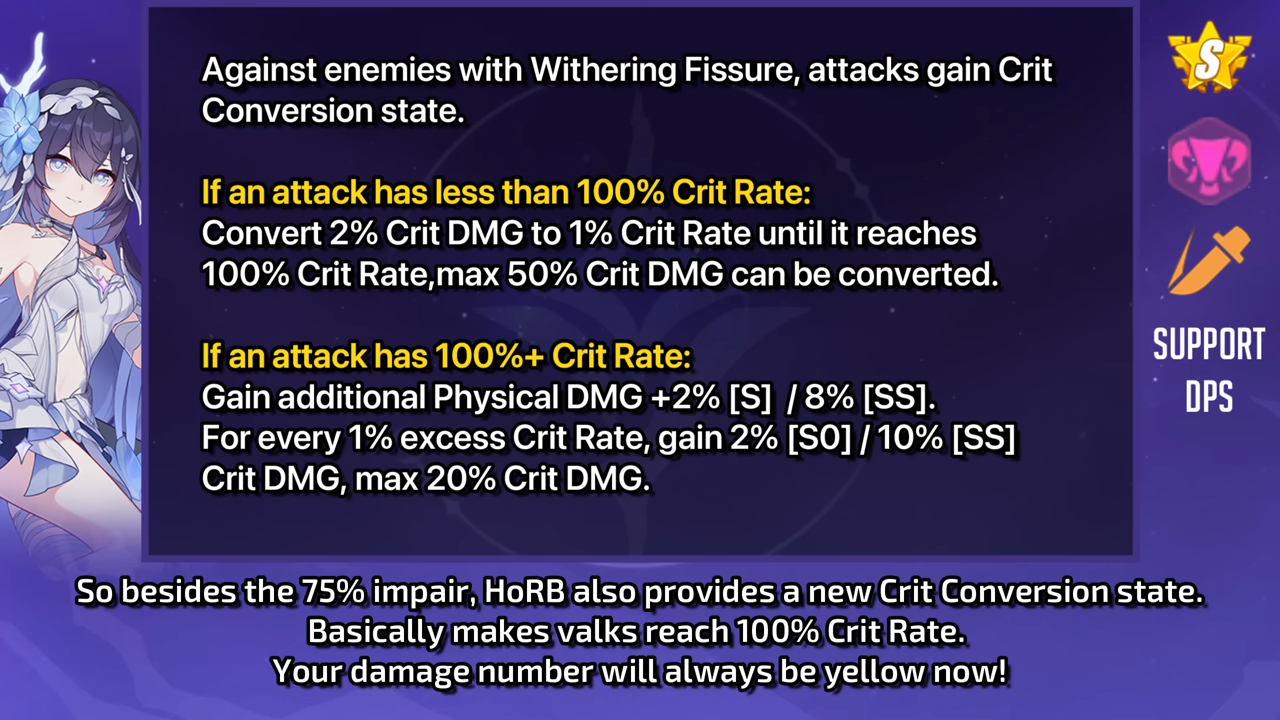 Against enemies with Withering Fissure, attacks gain Crit
Conversion state.
If an attack has less than 100% Crit Rate:
Convert 2% Crit DMG to 1% Crit Rate until it reaches
100% Crit Rate,max 50% Crit DMG can be converted.
If an attack has 100%+ Crit Rate:
Gain additional Physical DMG +2% [S] / 8% [SS].
For every 1% excess Crit Rate, gain 2% [S0] / 10% [SS]
Crit DMG, max 20% Crit DMG.
S
SUPPORT
DPS
So besides the 75% impair, HoRB also provides a new Crit Conversion state.
Basically makes valks reach 100% Crit Rate.
Your damage number will always be yellow now!